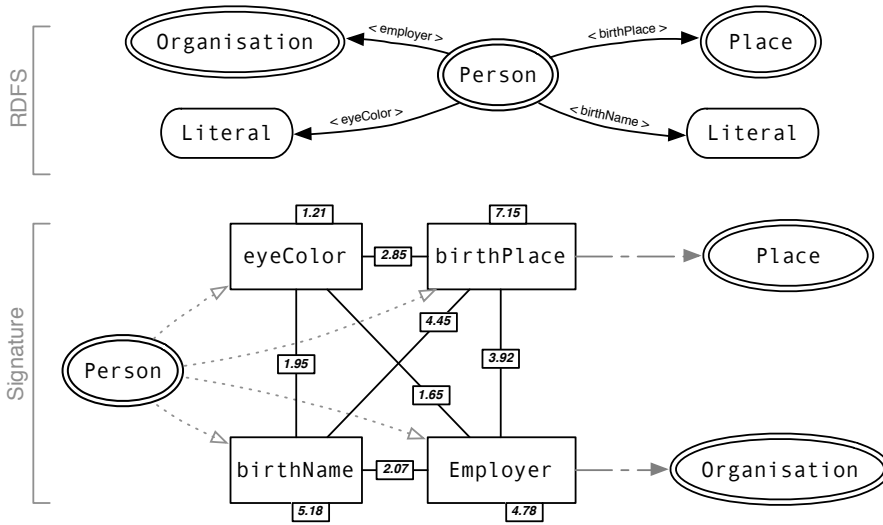 RDFS
Organisation
< employer >
Person
< birthPlace >
Place
Literal
< eyeColor >
< birthName >
Literal
Signature
1.21
7.15
eyeColor
2.85
birthPlace
Place
4.45
Person
1.95
3.92
1.65
birthName
2.07
Employer
Organisation
5.18
4.78